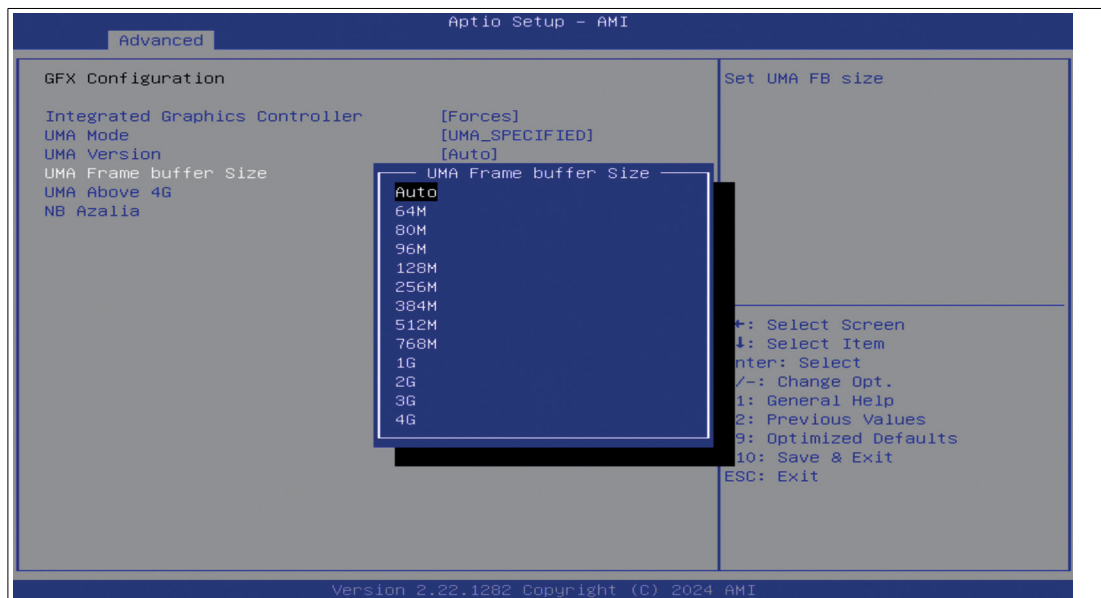 Aptio Setup - AMI
Advanced
GFX Configuration
Integrated Graphics Controller [Forces]
UMA Mode [UMA_SPECIFIED]
UMA Version [Auto]
UMA Frame buffer Size
UMA Above 4G
NB Azalia
UMA Frame buffer Size
Auto
64M
80M
96M
128M
256M
384M
512M
768M
1G
2G
3G
4G
Set UMA FB size
←: Select Screen
↓: Select Item
nter: Select
/-: Change Opt.
1: General Help
2: Previous Values
9: Optimized Defaults
10: Save & Exit
ESC: Exit
Version 2.22.1282 Copyright (C) 2024 AMI